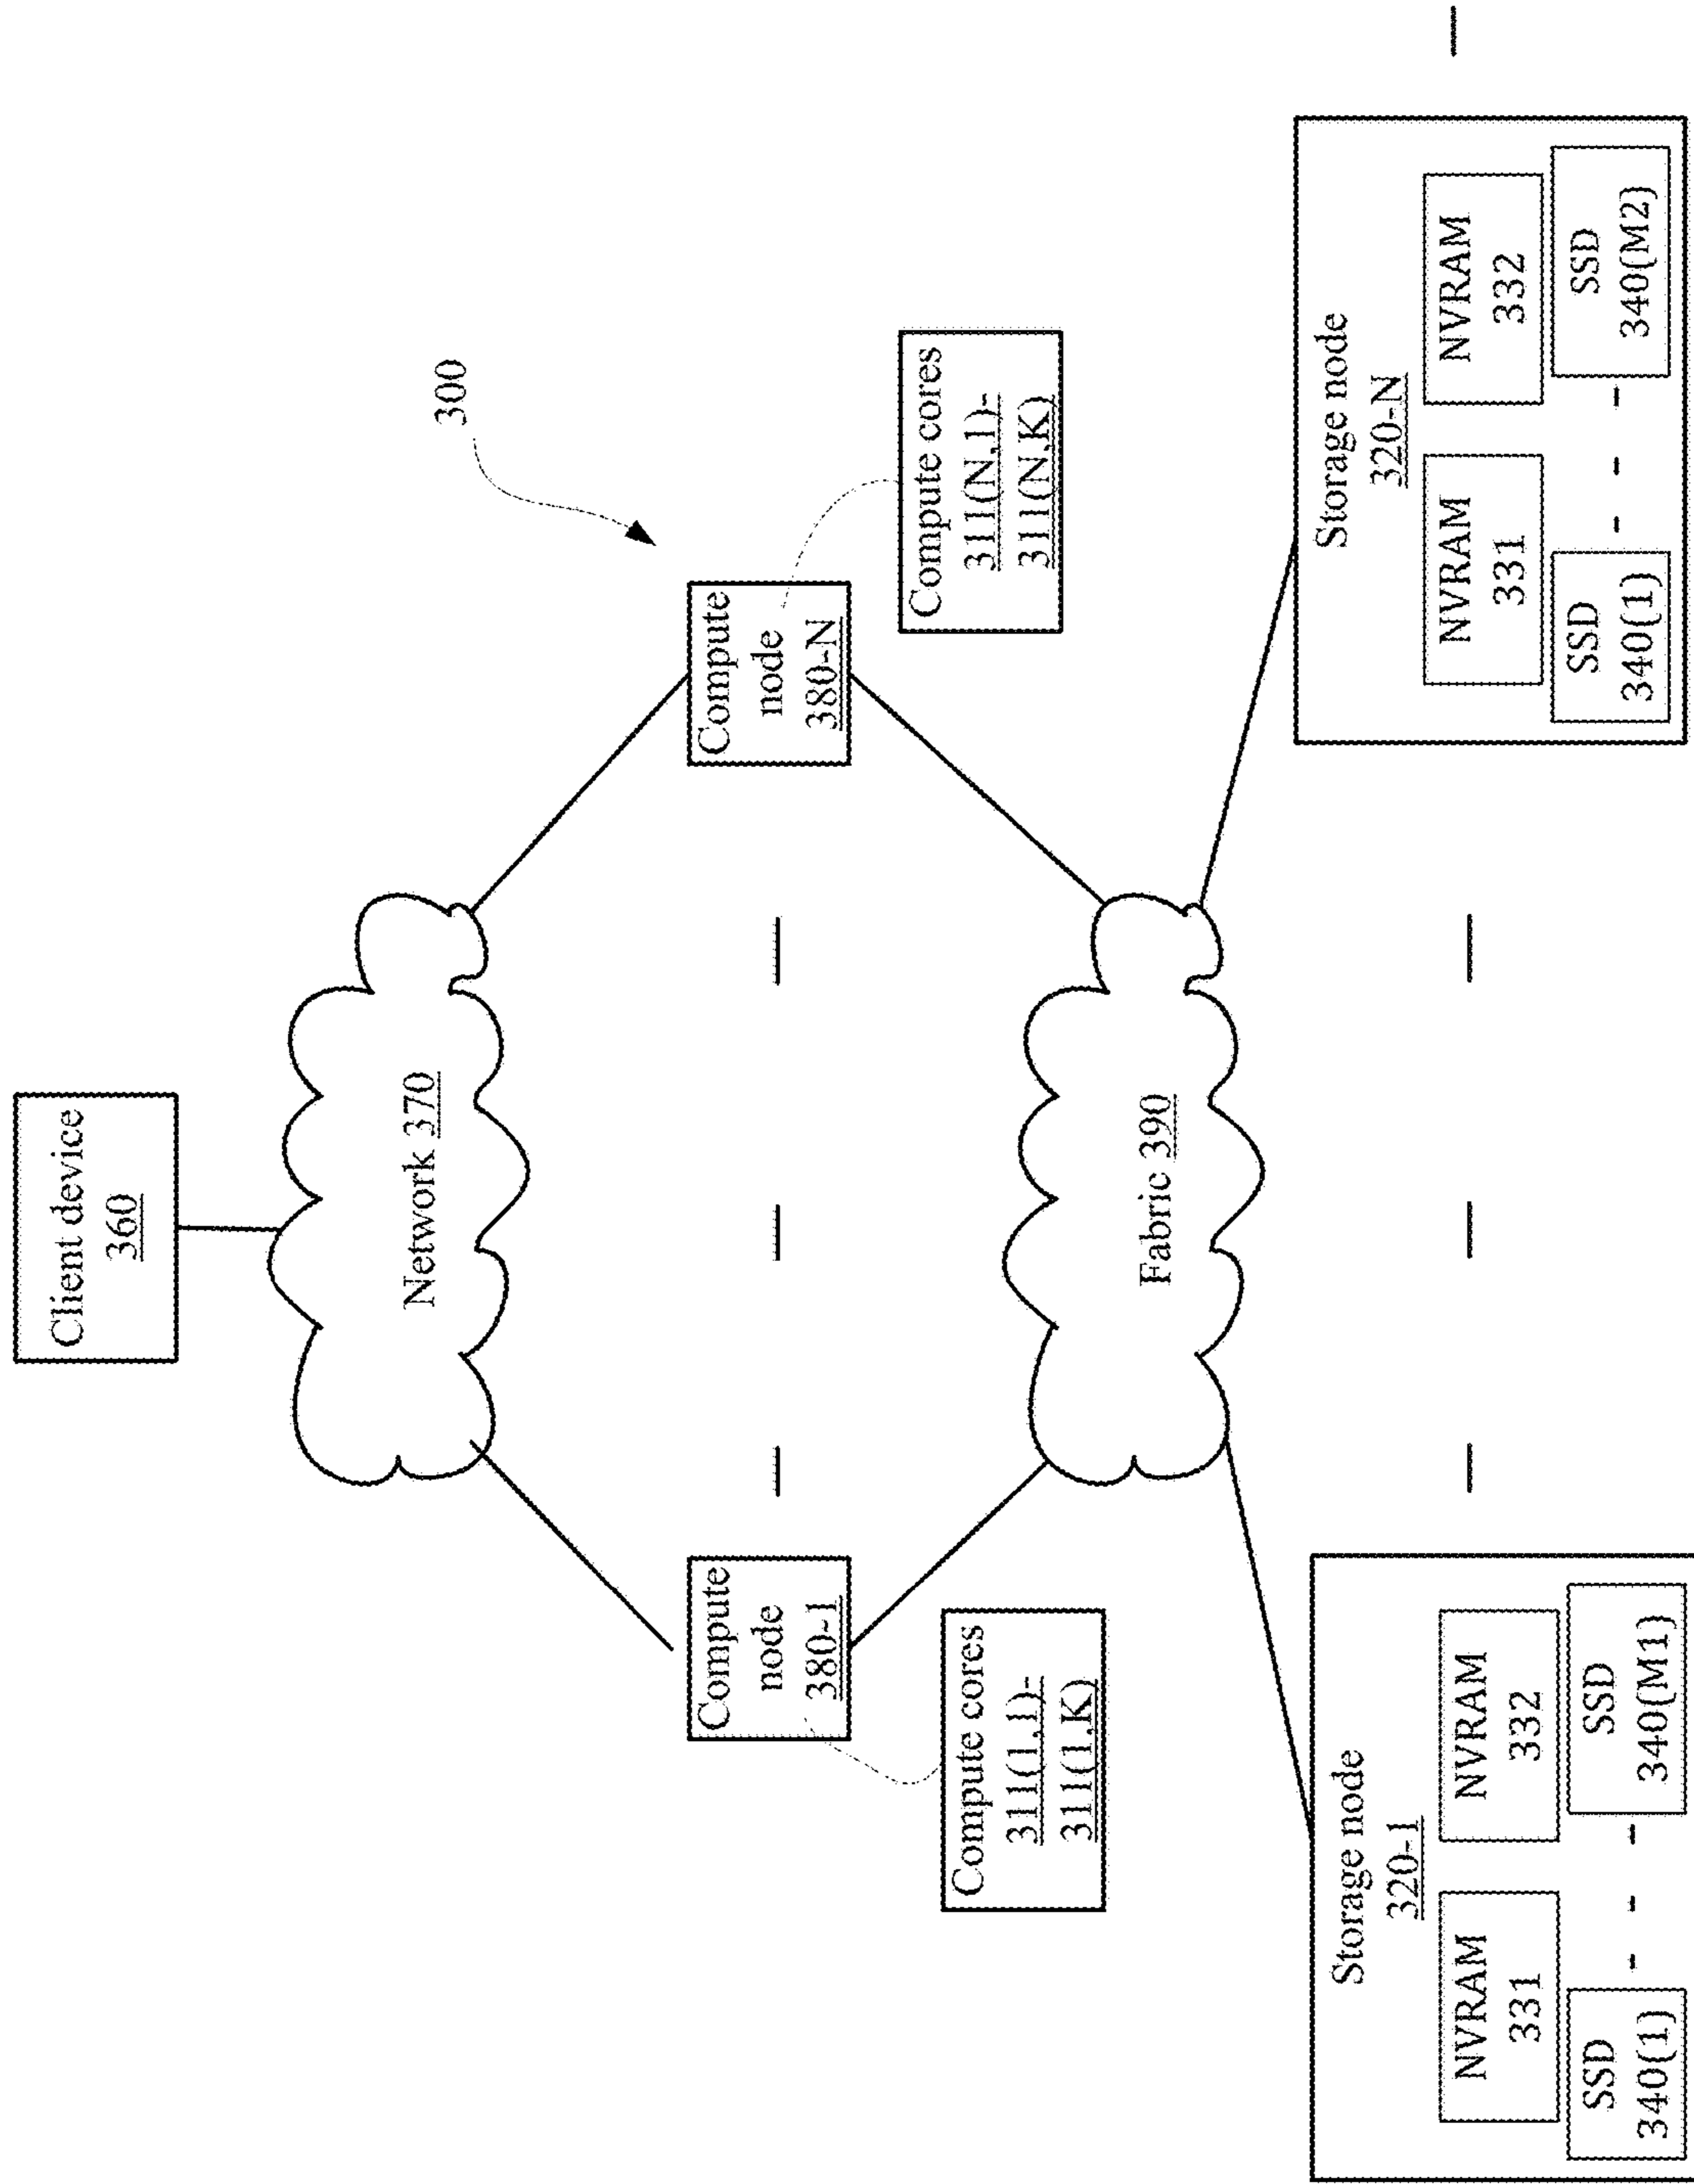 Client device
360
Network 370
300
Compute
node
380-1
Compute
node
380-N
Compute cores
311(1,1)-
311(1,K)
Compute cores
311(N,1)-
311(N,K)
Fabric 390
Storage node
320-1
NVRAM
331
NVRAM
332
SSD
340(1)
SSD
340(M1)
Storage node
320-N
NVRAM
331
NVRAM
332
SSD
340(1)
SSD
340(M2)